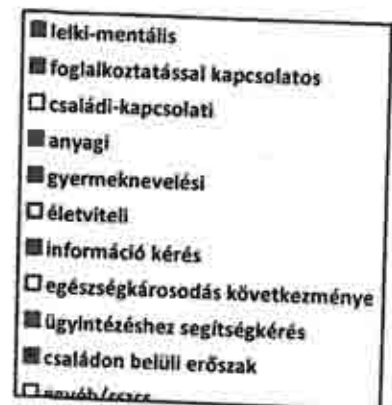 lelki-mentális
foglalkoztatással kapcsolatos
családi-kapcsolati
anyagi
gyermeknevelési
életviteli
információ kérés
egészségkárosodás következménye
ügyintézéshez segítségkérés
családon belüli erőszak